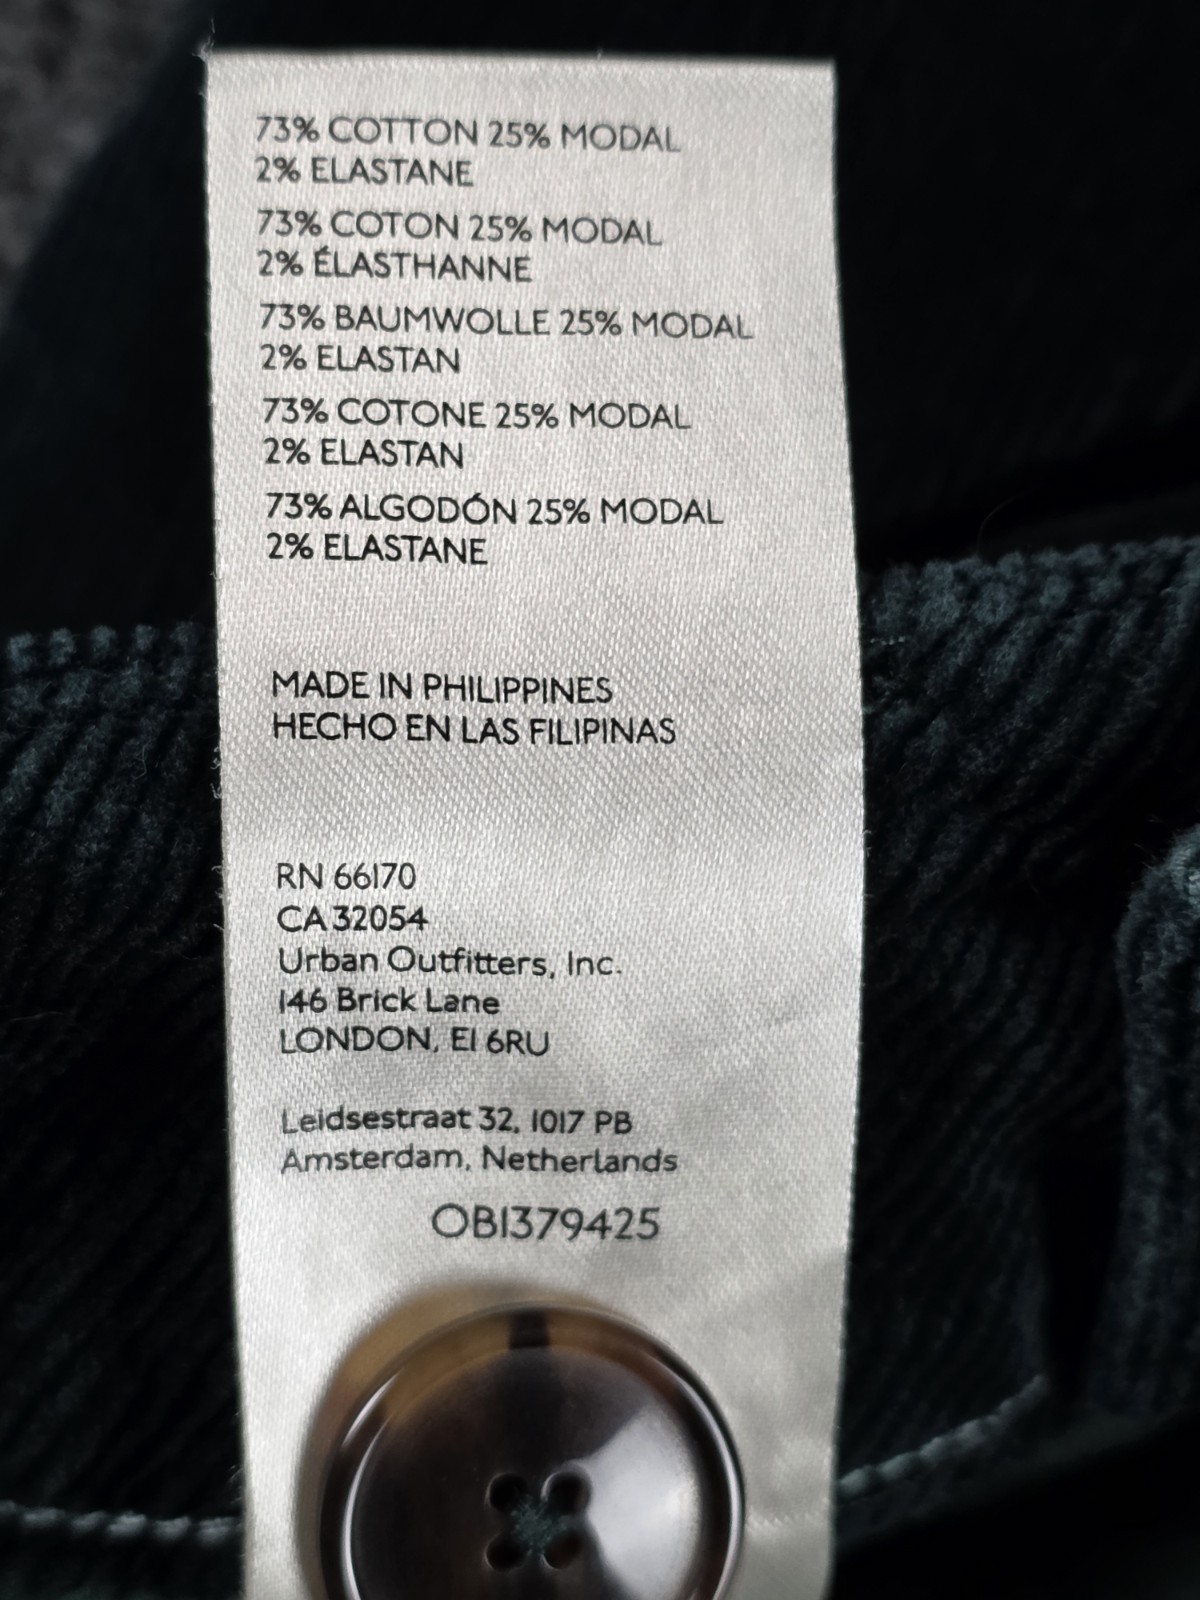 73% COTTON 25% MODAL
2% ELASTANE
73% COTON 25% MODAL
2% ÉLASTHANNE
73% BAUMWOLLE 25% MODAL
2% ELASTAN
73% COTONE 25% MODAL
2% ELASTAN
73% ALGODÓN 25% MODAL
2% ELASTANE
MADE IN PHILIPPINES
HECHO EN LAS FILIPINAS
RN 66170
CA 32054
Urban Outfitters, Inc.
146 Brick Lane
LONDON, E1 6RU
Leidsestraat 32, 1017 PB
Amsterdam, Netherlands
OB1379425